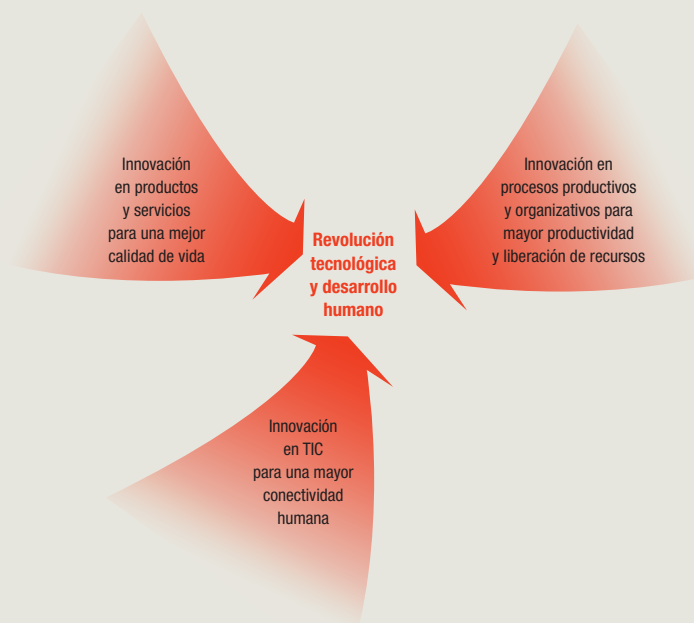 Innovación
en productos
y servicios
para una mejor
calidad de vida
Innovación en
procesos productivos
y organizativos para
mayor productividad
y liberación de recursos
Revolución
tecnológica
y desarrollo
humano
Innovación
en TIC
para una mayor
conectividad
humana